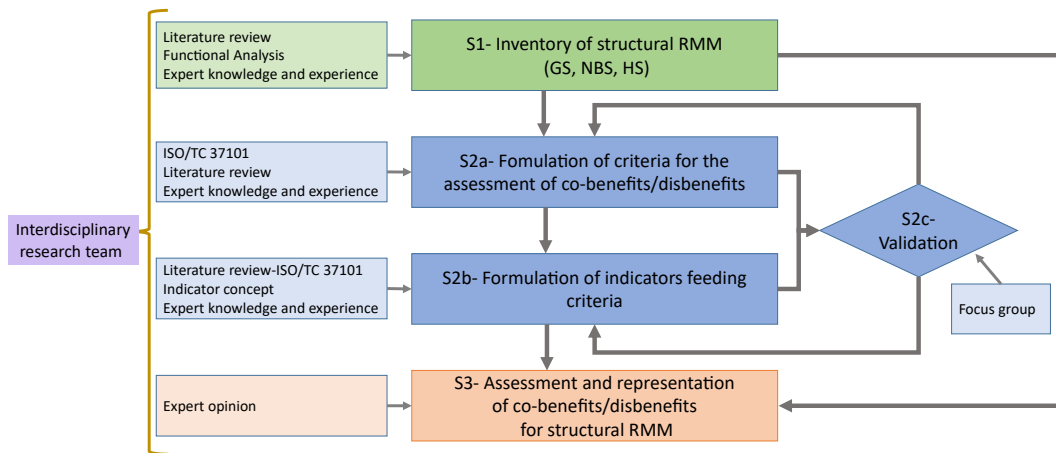 Literature review
Functional Analysis
Expert knowledge and experience
S1- Inventory of structural RMM
(GS, NBS, HS)
ISO/TC 37101
Literature review
Expert knowledge and experience
S2a- Fomulation of criteria for the
assessment of co-benefits/disbenefits
S2c-
Validation
Interdisciplinary
research team
Literature review-ISO/TC 37101
Indicator concept
Expert knowledge and experience
S2b- Formulation of indicators feeding
criteria
Focus group
Expert opinion
S3- Assessment and representation
of co-benefits/disbenefits
for structural RMM